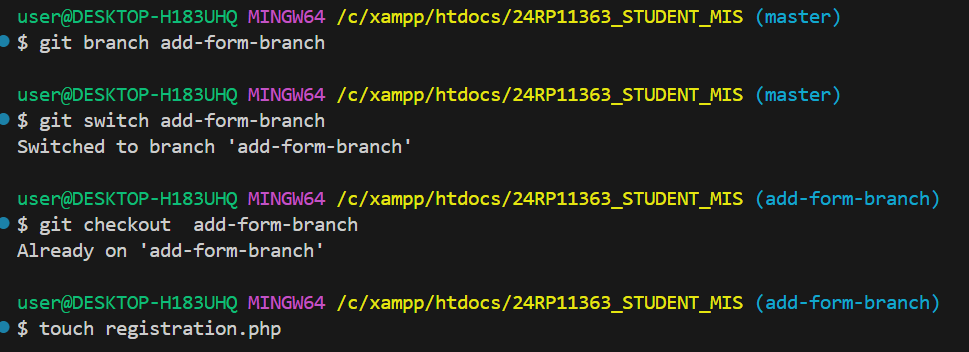 user@DESKTOP-H183UHQ MINGW64 /c/xampp/htdocs/24RP11363_STUDENT_MIS (master)
$ git branch add-form-branch
user@DESKTOP-H183UHQ MINGW64 /c/xampp/htdocs/24RP11363_STUDENT_MIS (master)
$ git switch add-form-branch
Switched to branch 'add-form-branch'
user@DESKTOP-H183UHQ MINGW64 /c/xampp/htdocs/24RP11363_STUDENT_MIS (add-form-branch)
$ git checkout  add-form-branch
Already on 'add-form-branch'
user@DESKTOP-H183UHQ MINGW64 /c/xampp/htdocs/24RP11363_STUDENT_MIS (add-form-branch)
$ touch registration.php